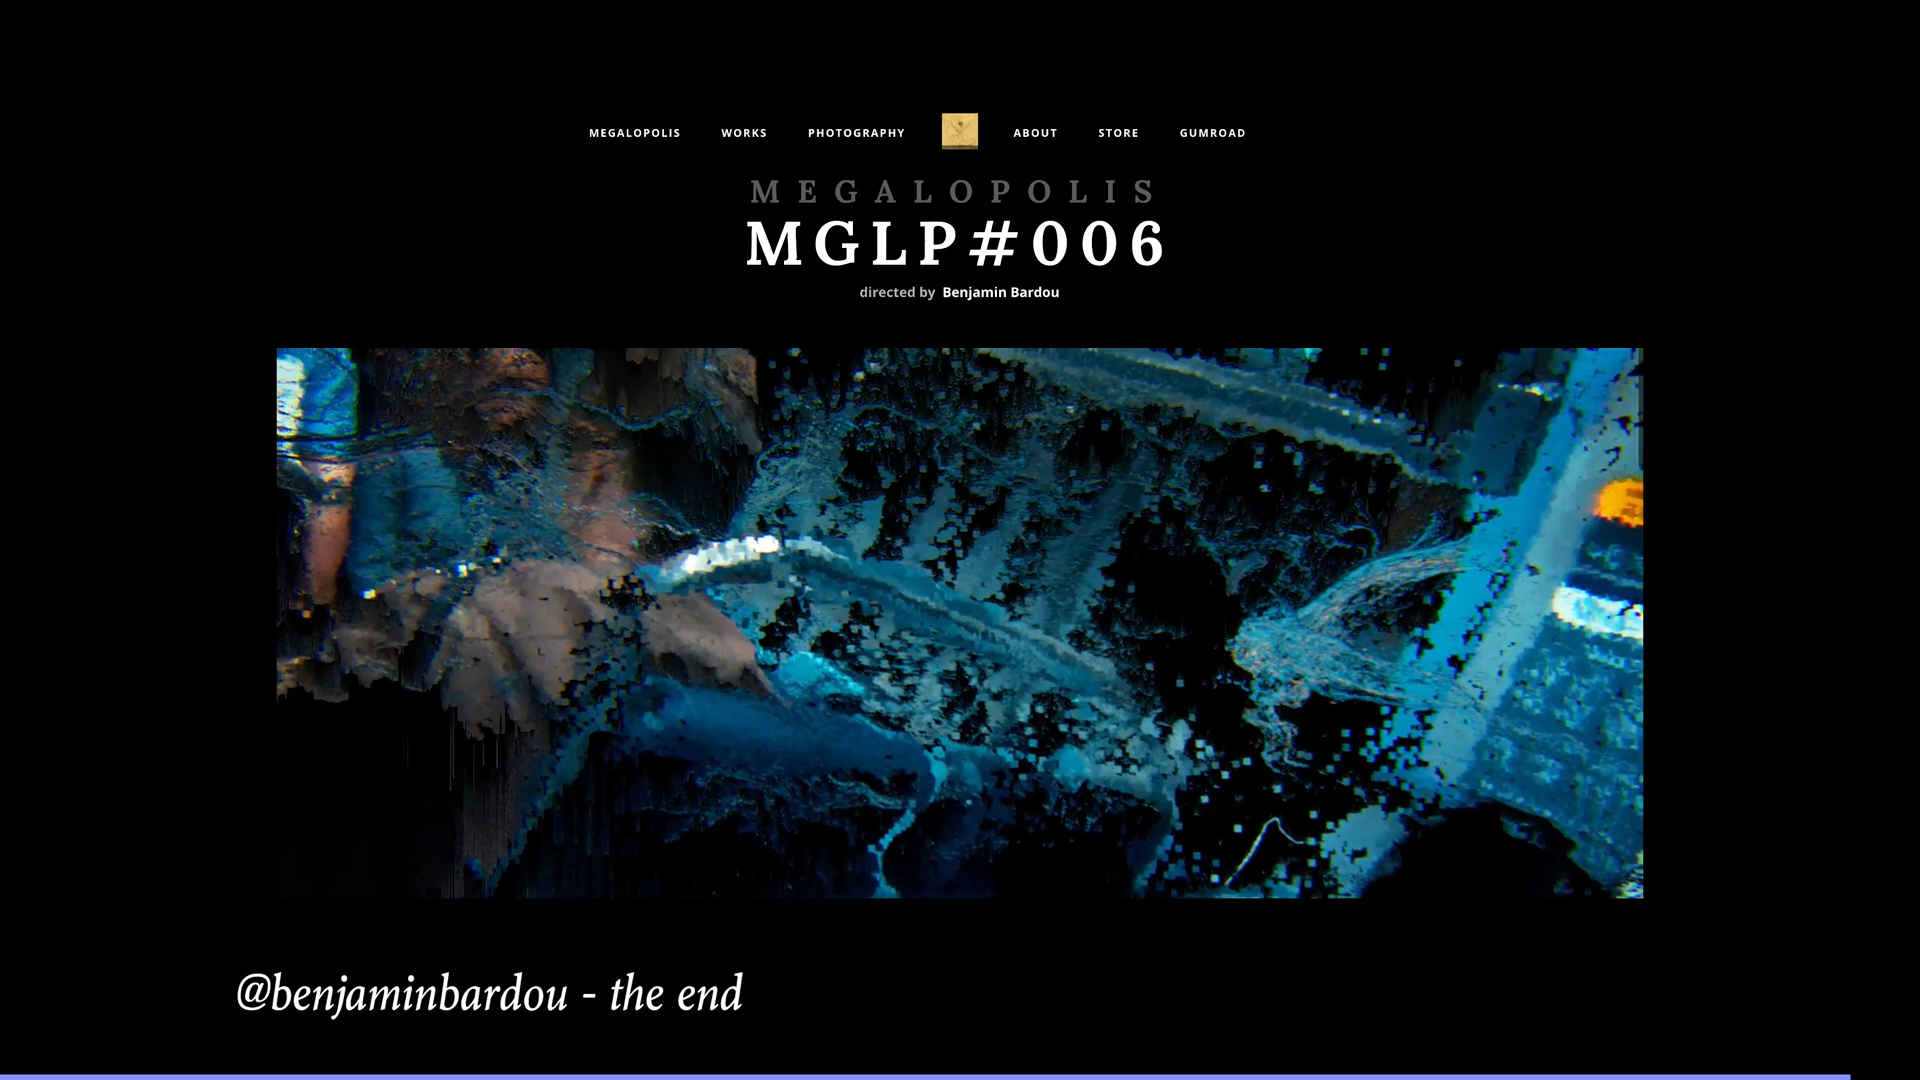 MEGALOPOLIS WORKS PHOTOGRAPHY ABOUT STORE GUMROAD
MEGALOPOLIS
MGLP#006
directed by Benjamin Bardou
@benjaminbardou - the end